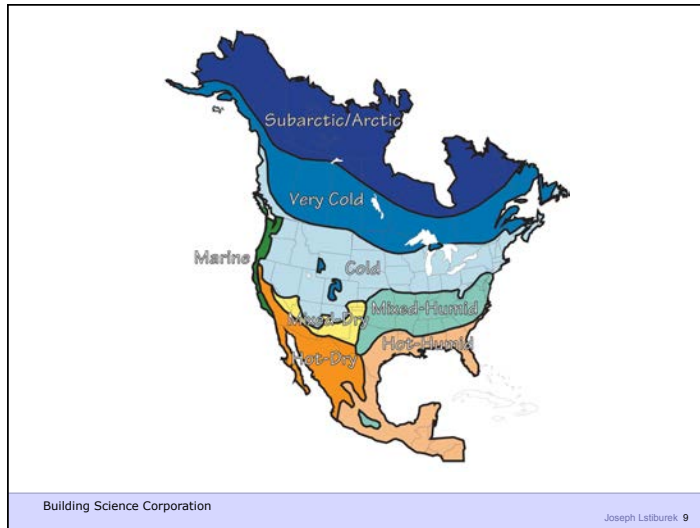 Subarctic/Arctic
Very Cold
Marine
Cold
Mixed-Humid
Mixed-Dry
Hot-Humid
Hot-Dry
Building Science Corporation
Joseph Lstiburek 9